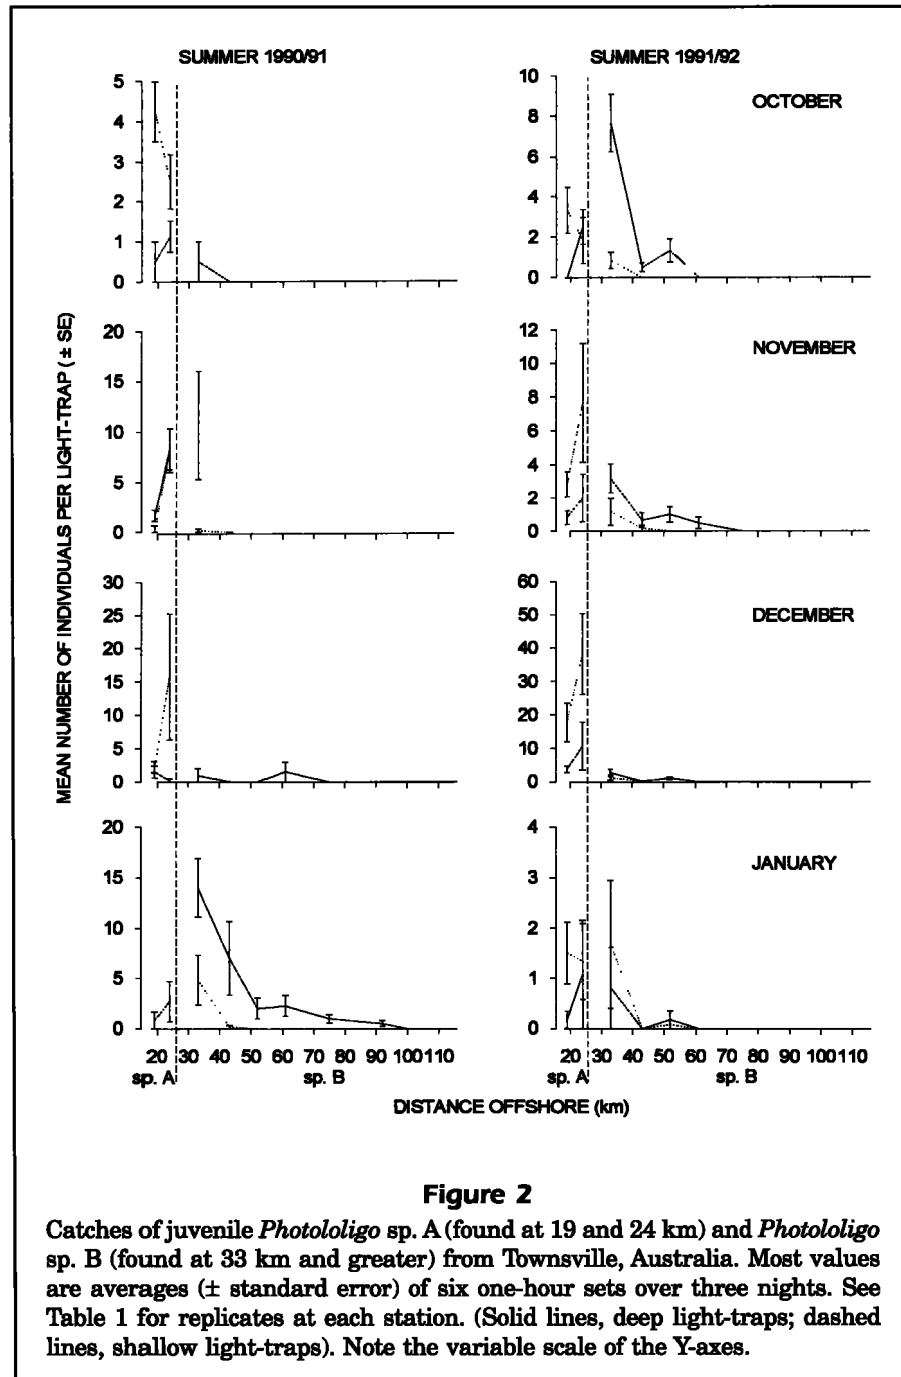 SUMMER 1990/91
SUMMER 1991/92
MEAN NUMBER OF INDIVIDUALS PER LIGHT-TRAP (± SE)
5
4
3
2
1
0
10
8
6
4
2
0
OCTOBER
20
15
10
5
0
12
10
8
6
4
2
0
NOVEMBER
30
25
20
15
10
5
0
60
50
40
30
20
10
0
DECEMBER
20
15
10
5
0
4
3
2
1
0
JANUARY
20 30 40 50 60 70 80 90 100 110
20 30 40 50 60 70 80 90 100 110
sp. A sp. B
sp. A sp. B
DISTANCE OFFSHORE (km)
Figure 2
Catches of juvenile Photololigo sp. A (found at 19 and 24 km) and Photololigo
sp. B (found at 33 km and greater) from Townsville, Australia. Most values
are averages (± standard error) of six one-hour sets over three nights. See
Table 1 for replicates at each station. (Solid lines, deep light-traps; dashed
lines, shallow light-traps). Note the variable scale of the Y-axes.